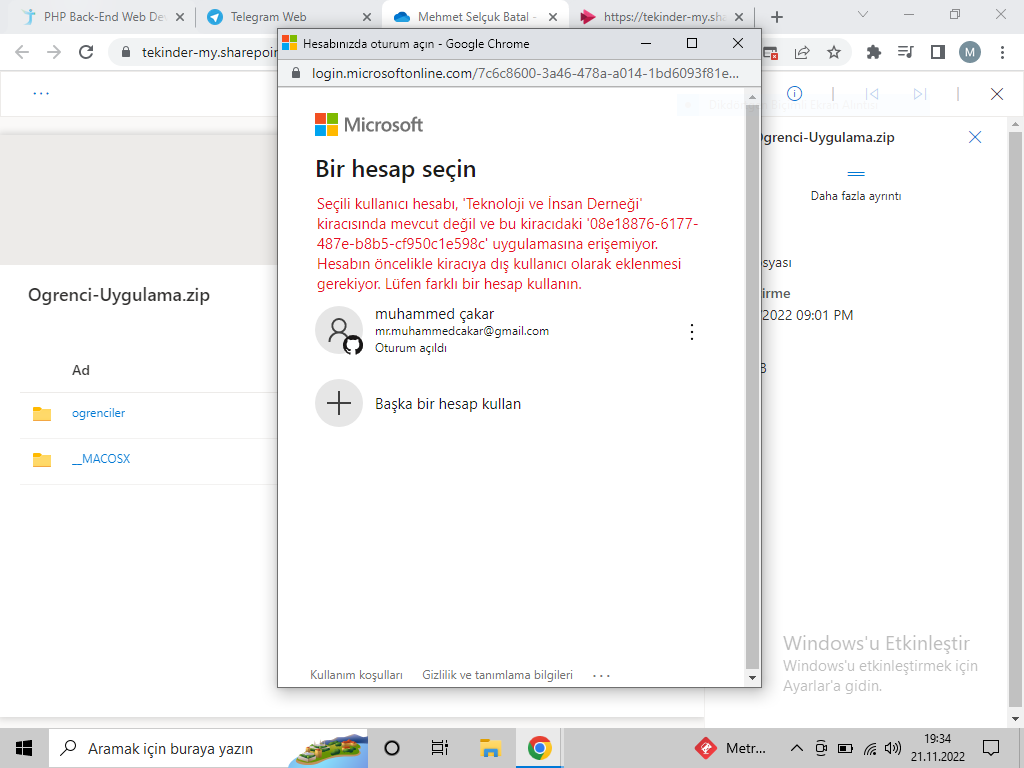 PHP Back-End Web De
Telegram Web
Mehmet Selçuk Batal -
https://tekinder-my.sha
tekinder-my.sharepoin
M
Hesabınızda oturum açın - Google Chrome
login.microsoftonline.com/7c6c8600-3a46-478a-a014-1bd6093f81e...
Microsoft
Bir hesap seçin
Seçili kullanıcı hesabı, 'Teknoloji ve İnsan Derneği'
kiracısında mevcut değil ve bu kiracıdaki '08e18876-6177-
487e-b8b5-cf950c1e598c' uygulamasına erişemiyor.
Hesabın öncelikle kiracıya dış kullanıcı olarak eklenmesi
gerekiyor. Lüfen farklı bir hesap kullanın.
muhammed çakar
mr.muhammedcakar@gmail.com
Oturum açıldı
Başka bir hesap kullan
Kullanım koşulları
Gizlilik ve tanımlama bilgileri
...
Ogrenci-Uygulama.zip
Ad
ogrenciler
__MACOSX
Ogrenci-Uygulama.zip
Daha fazla ayrıntı
syası
irme
2022 09:01 PM
Windows'u Etkinleştir
Windows'u etkinleştirmek için
Ayarlar'a gidin.
Aramak için buraya yazın
Metr...
19:34
21.11.2022